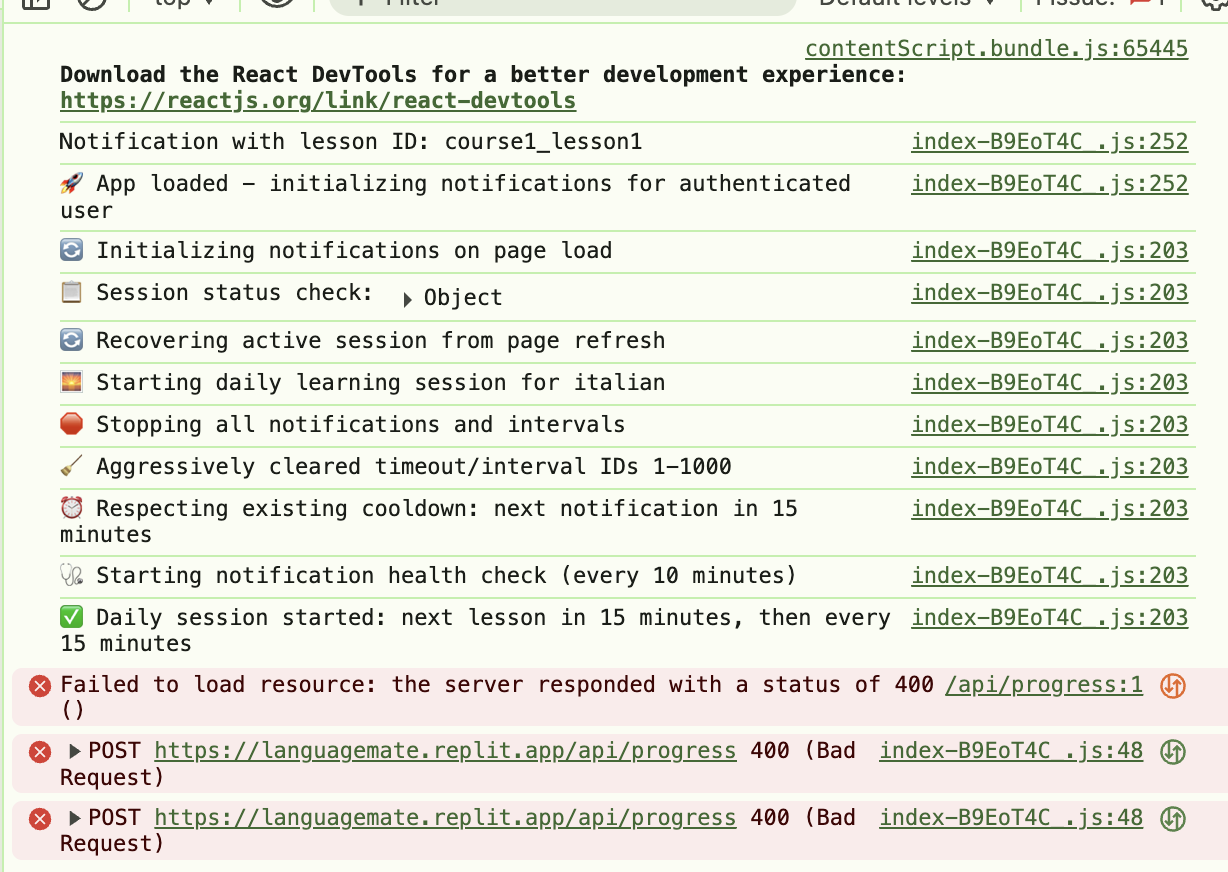 top
Filter
Default levels
1 Issue: 1
contentScript.bundle.js:65445
Download the React DevTools for a better development experience:
https://reactjs.org/link/react-devtools
Notification with lesson ID: course1_lesson1 index-B9EoT4C_.js:252
🚀 App loaded – initializing notifications for authenticated index-B9EoT4C_.js:252
user
🔄 Initializing notifications on page load index-B9EoT4C_.js:203
📋 Session status check: ▶ Object index-B9EoT4C_.js:203
🔄 Recovering active session from page refresh index-B9EoT4C_.js:203
🌅 Starting daily learning session for italian index-B9EoT4C_.js:203
🛑 Stopping all notifications and intervals index-B9EoT4C_.js:203
🧹 Aggressively cleared timeout/interval IDs 1–1000 index-B9EoT4C_.js:203
⏰ Respecting existing cooldown: next notification in 15 index-B9EoT4C_.js:203
minutes
🩺 Starting notification health check (every 10 minutes) index-B9EoT4C_.js:203
✅ Daily session started: next lesson in 15 minutes, then every index-B9EoT4C_.js:203
15 minutes
Failed to load resource: the server responded with a status of 400 /api/progress:1
()
▶ POST https://languagemate.replit.app/api/progress 400 (Bad index-B9EoT4C_.js:48
Request)
▶ POST https://languagemate.replit.app/api/progress 400 (Bad index-B9EoT4C_.js:48
Request)